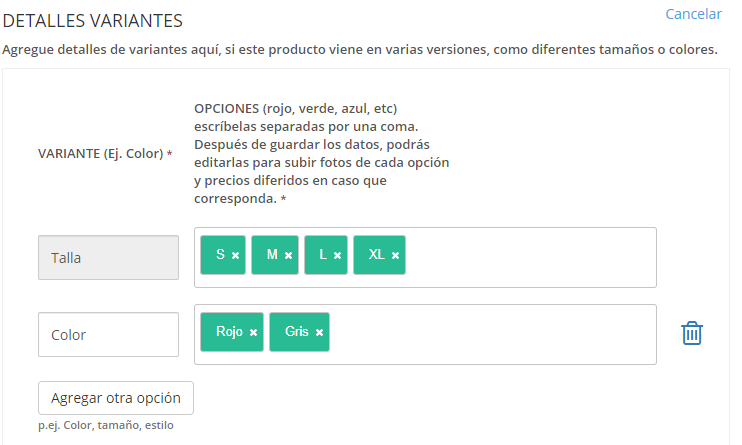 DETALLES VARIANTES
Cancelar
Agregue detalles de variantes aquí, si este producto viene en varias versiones, como diferentes tamaños o colores.
VARIANTE (Ej. Color) *
OPCIONES (rojo, verde, azul, etc)
escríbelas separadas por una coma.
Después de guardar los datos, podrás
editarlas para subir fotos de cada opción
y precios diferidos en caso que
corresponda. *
Talla
S × M × L × XL ×
Color
Rojo × Gris ×
Agregar otra opción
p.ej. Color, tamaño, estilo